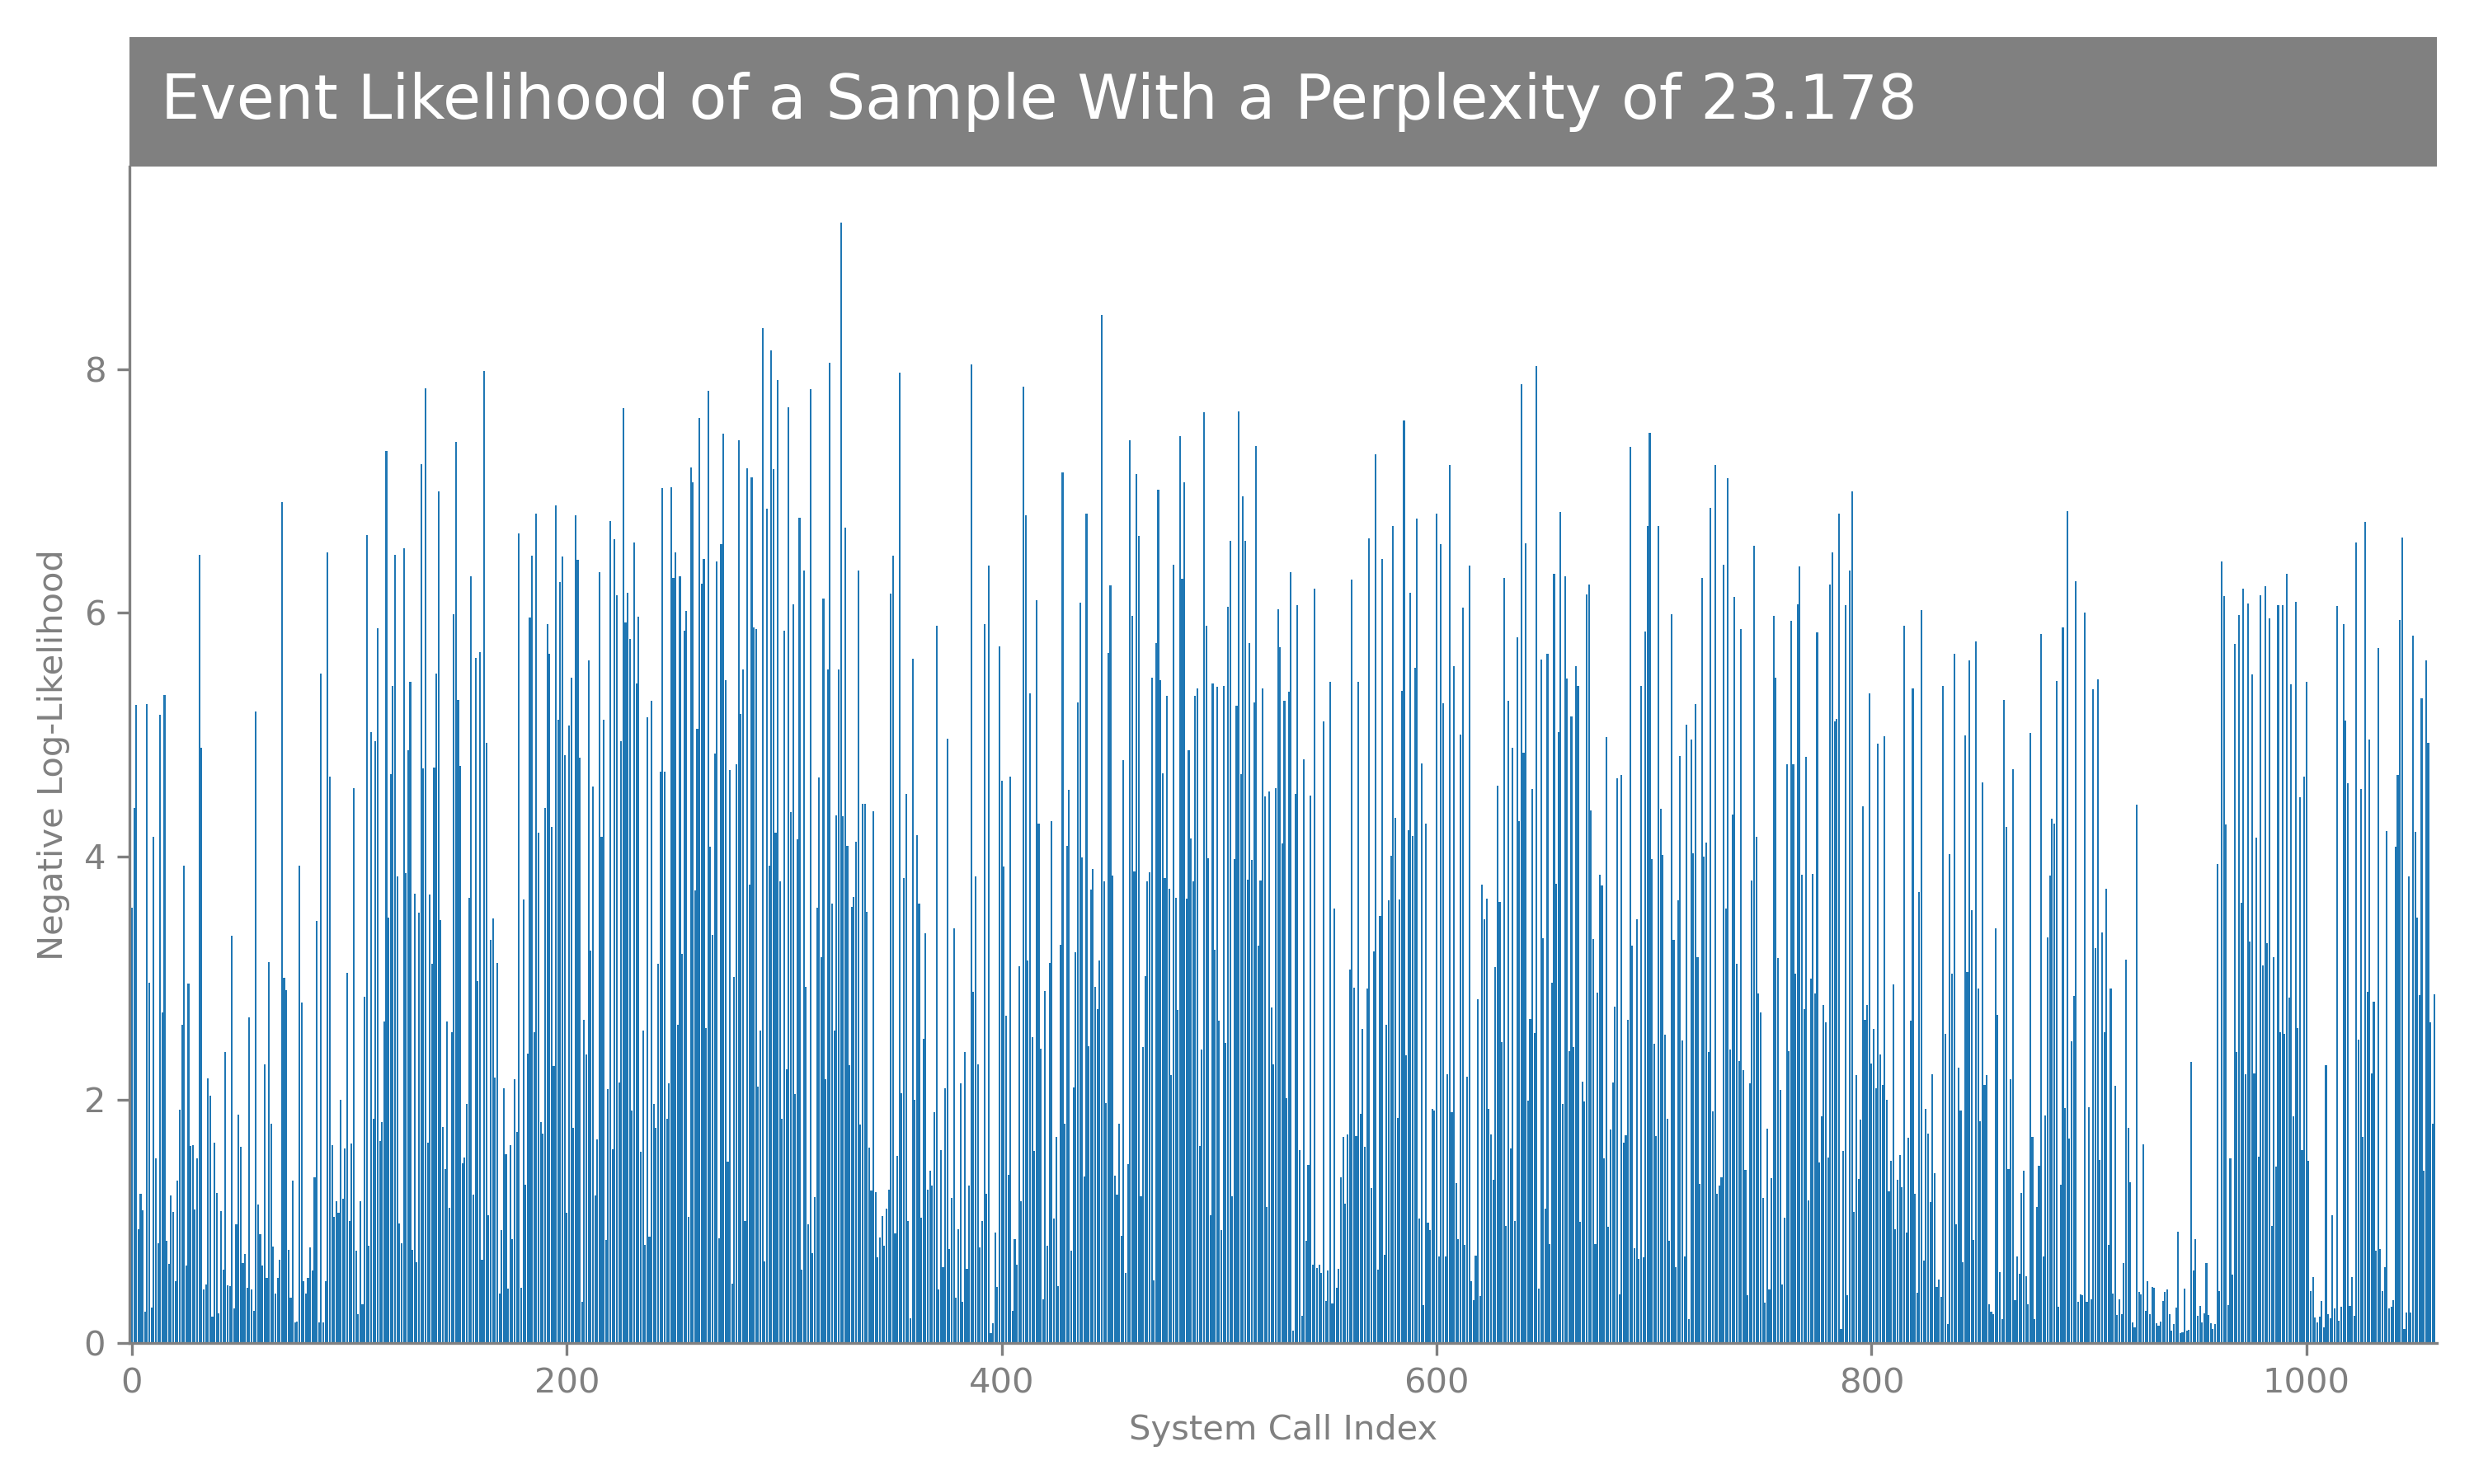 Event Likelihood of a Sample With a Perplexity of 23.178
Negative Log-Likelihood
8
6
4
2
0
0 200 400 600 800 1000
System Call Index